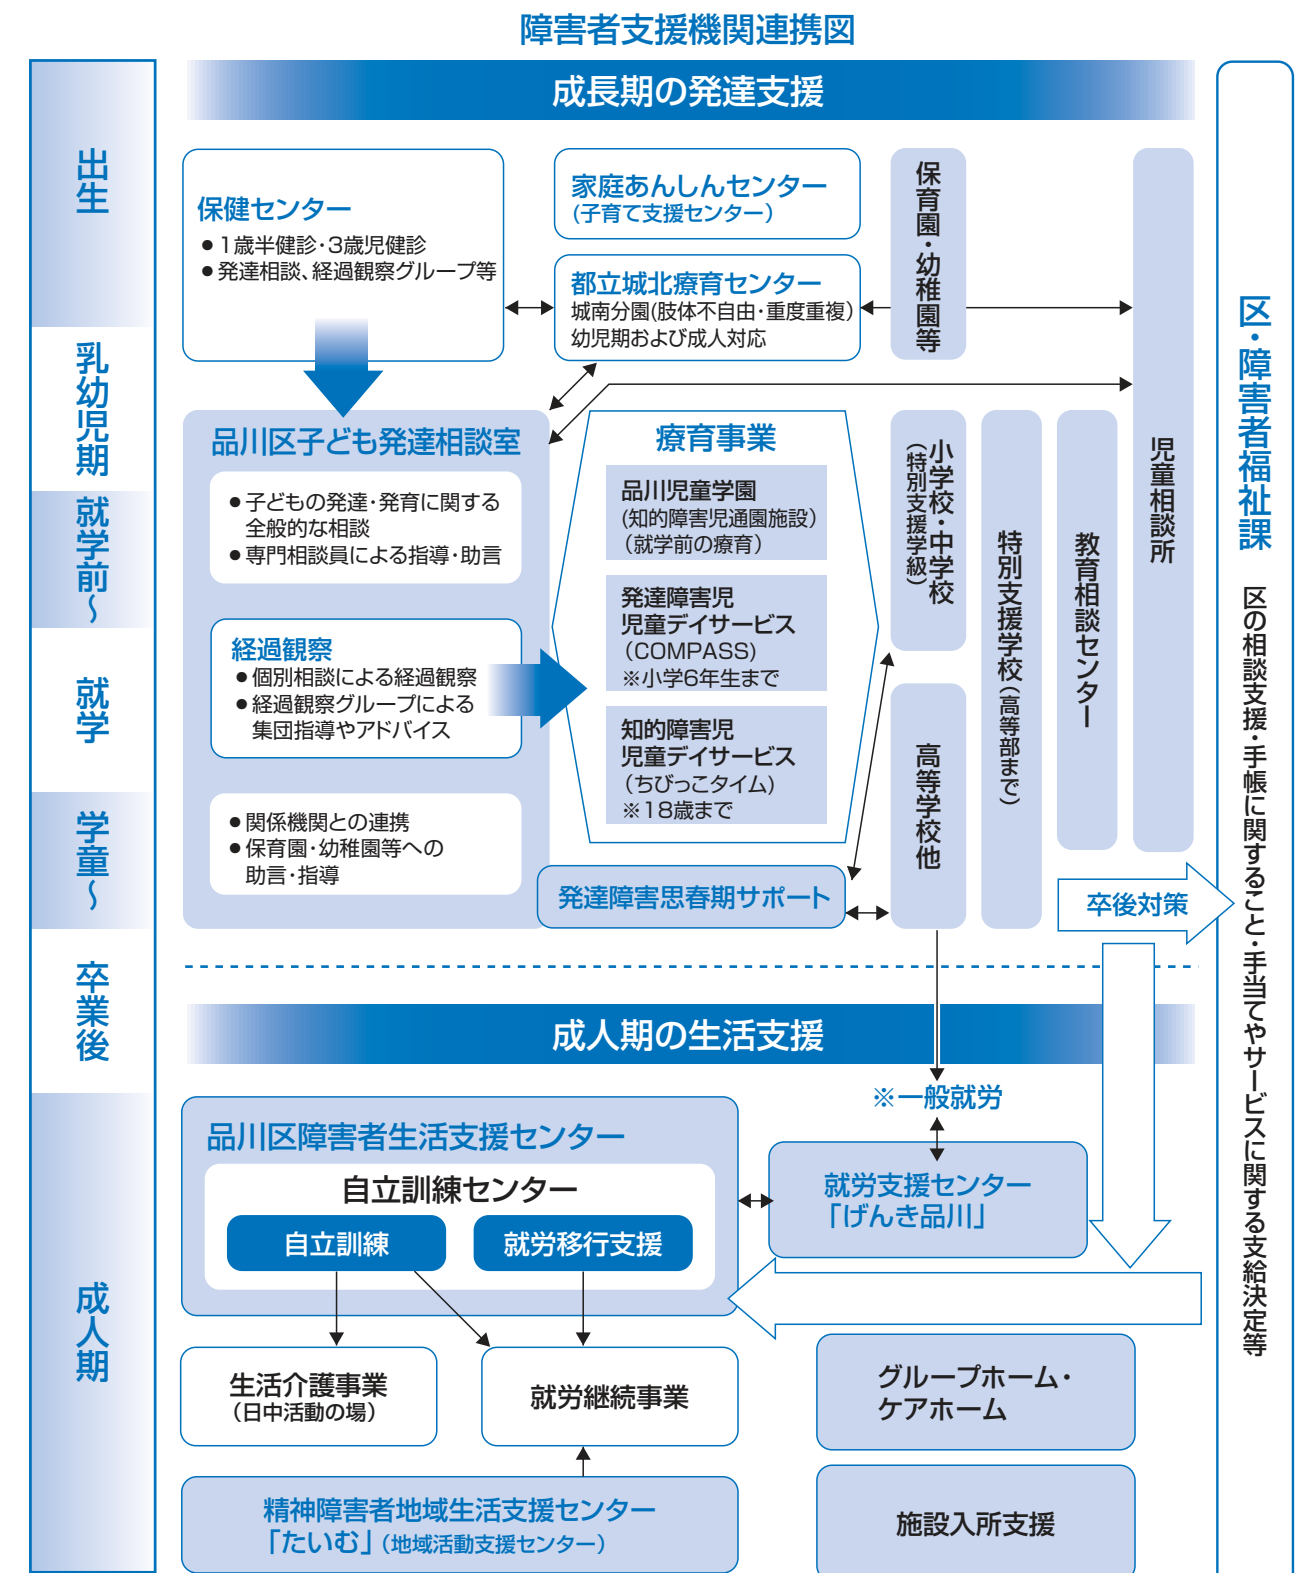 障害者支援機関連携図
成長期の発達支援
出生
乳幼児期
就学前〜
就学
学童〜
卒業後
成人期
保健センター
●1歳半健診・3歳児健診
●発達相談、経過観察グループ等
家庭あんしんセンター
(子育て支援センター)
都立城北療育センター
城南分園(肢体不自由・重度重複)
幼児期および成人対応
保育園・幼稚園等
児童相談所
品川区子ども発達相談室
●子どもの発達・発育に関する
全般的な相談
●専門相談員による指導・助言
経過観察
●個別相談による経過観察
●経過観察グループによる
集団指導やアドバイス
●関係機関との連携
●保育園・幼稚園等への
助言・指導
療育事業
品川児童学園
(知的障害児通園施設)
(就学前の療育)
発達障害児
児童デイサービス
(COMPASS)
※小学6年生まで
知的障害児
児童デイサービス
(ちびっこタイム)
※18歳まで
発達障害思春期サポート
小学校・中学校
(特別支援学級)
高等学校他
特別支援学校(高等部まで)
教育相談センター
卒後対策
成人期の生活支援
※一般就労
品川区障害者生活支援センター
自立訓練センター
自立訓練
就労移行支援
就労支援センター
「げんき品川」
生活介護事業
(日中活動の場)
就労継続事業
グループホーム・
ケアホーム
精神障害者地域生活支援センター
「たいむ」(地域活動支援センター)
施設入所支援
区・障害者福祉課 区の相談支援・手帳に関すること・手当てやサービスに関する支給決定等